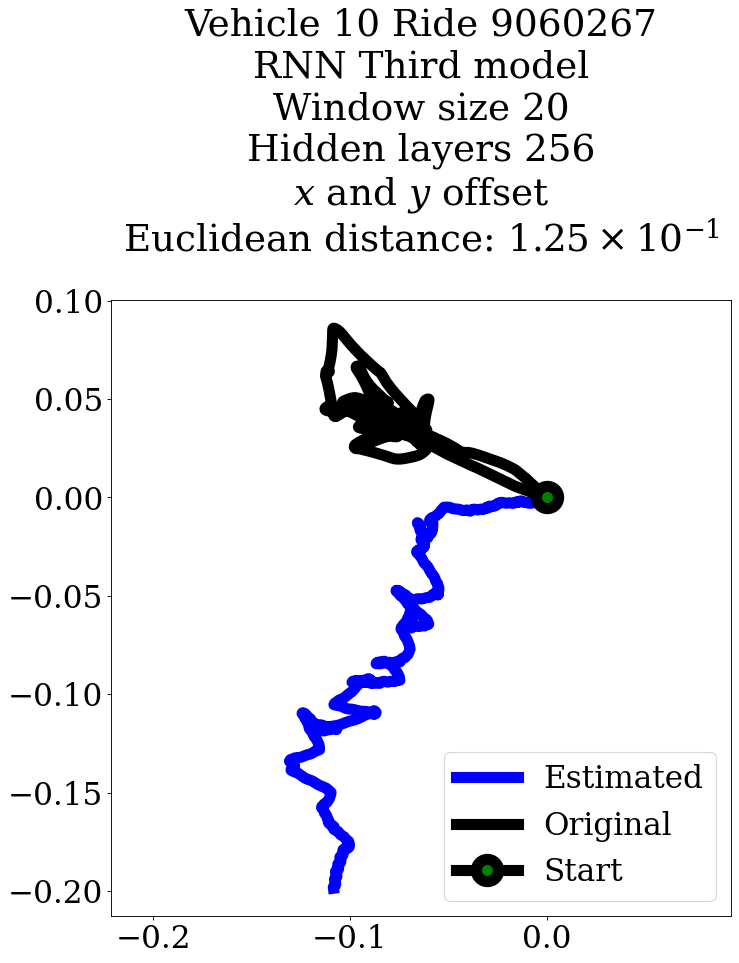 Vehicle 10 Ride 9060267
RNN Third model
Window size 20
Hidden layers 256
x and y offset
Euclidean distance: 1.25 × 10⁻¹
0.10
0.05
0.00
−0.05
−0.10
−0.15
−0.20
Estimated
Original
Start
−0.2 −0.1 0.0